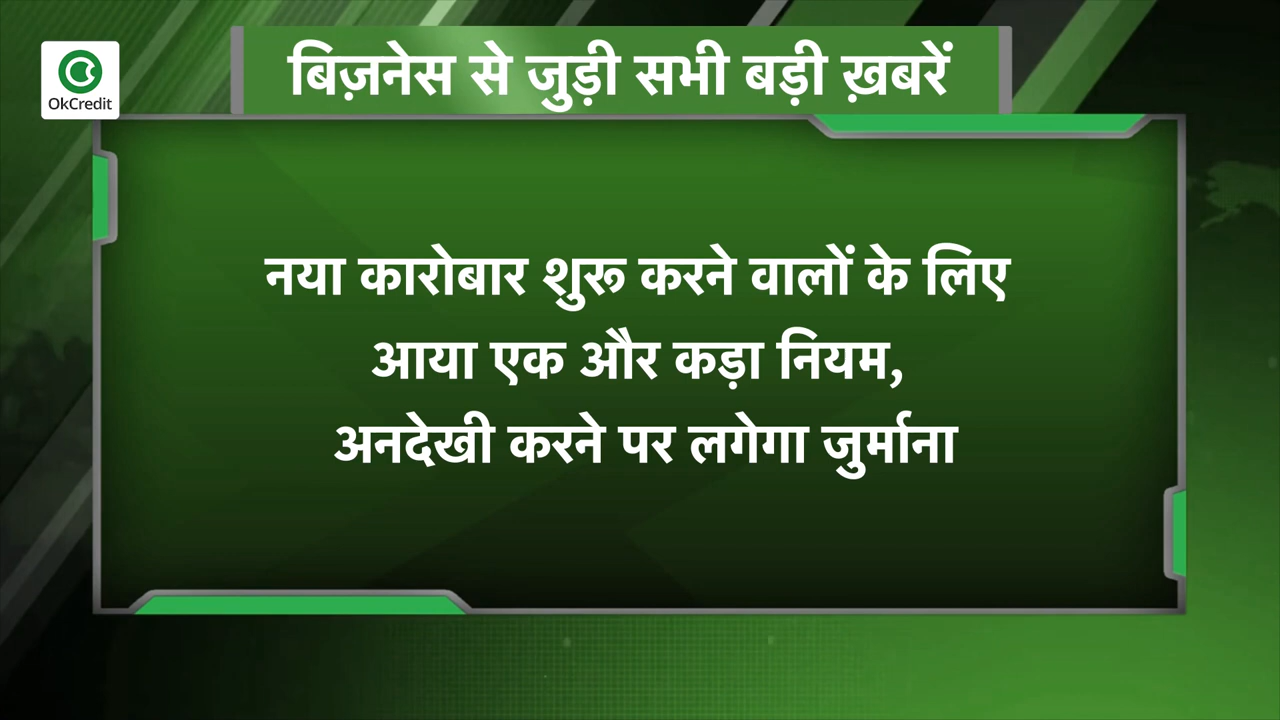 OkCredit
बिज़नेस से जुड़ी सभी बड़ी ख़बरें
नया कारोबार शुरू करने वालों के लिए
आया एक और कड़ा नियम,
अनदेखी करने पर लगेगा जुर्माना